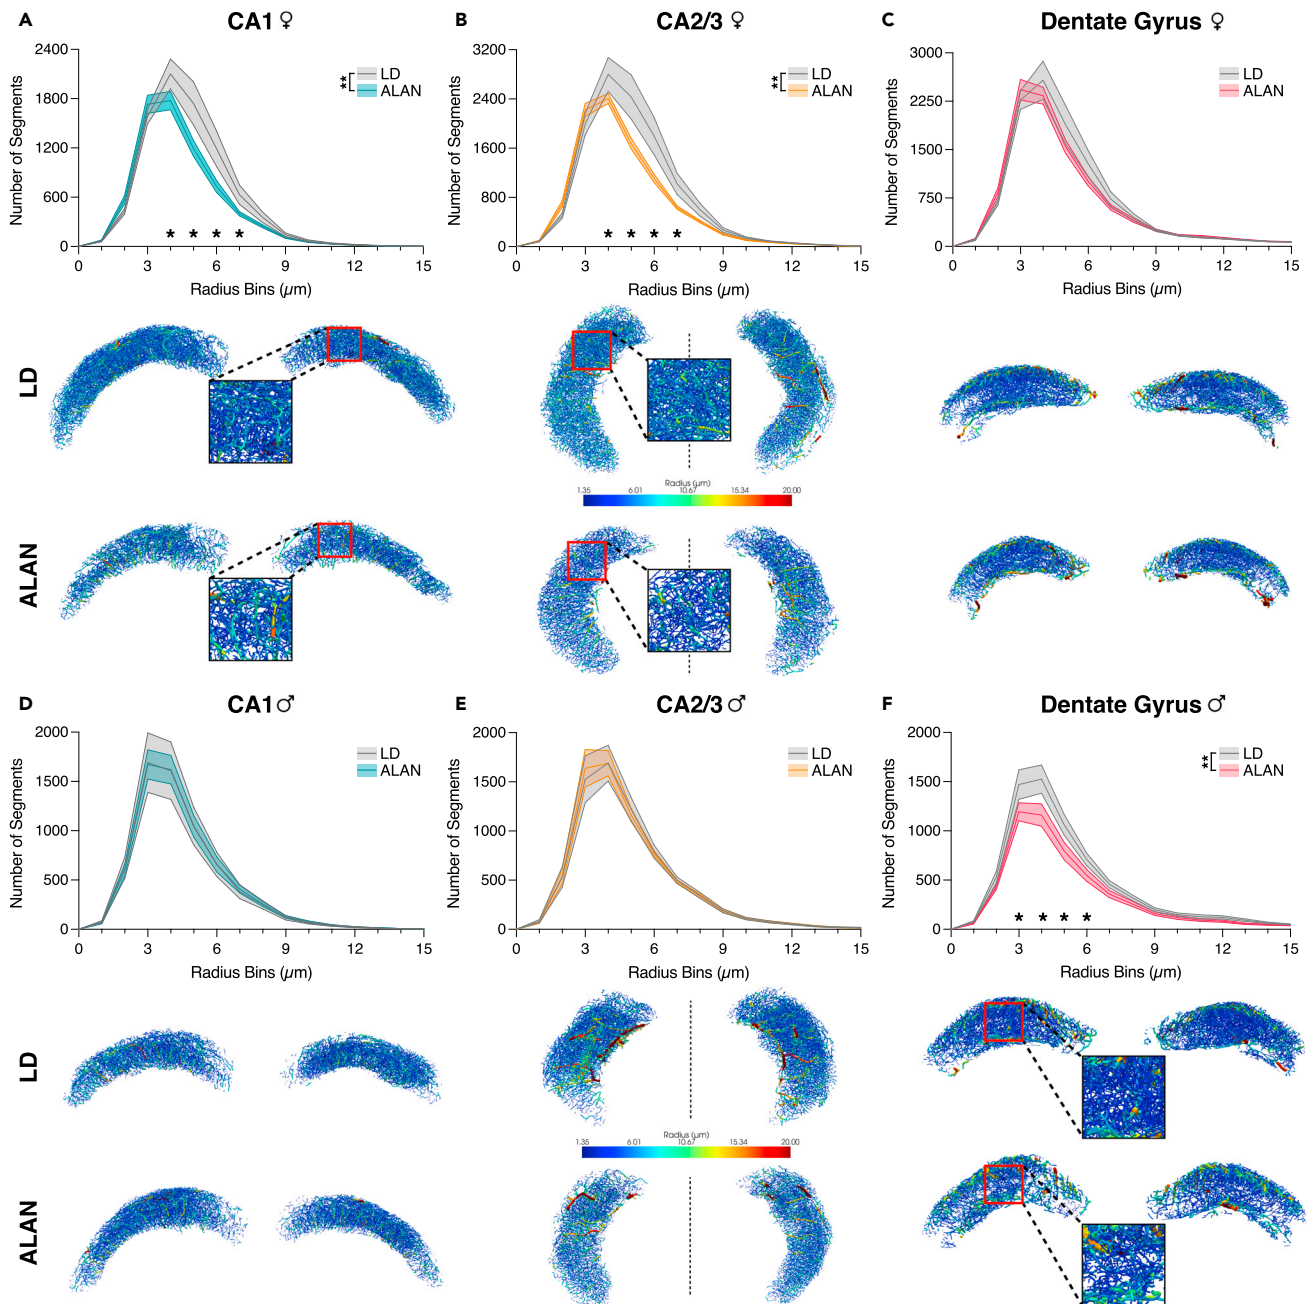 A
CA1 ♀
2400
1800
1200
600
0
Number of Segments
**
LD
ALAN
* * * *
0 3 6 9 12 15
Radius Bins (µm)
B
CA2/3 ♀
3200
2400
1600
800
0
Number of Segments
**
LD
ALAN
* * * *
0 3 6 9 12 15
Radius Bins (µm)
C
Dentate Gyrus ♀
3000
2250
1500
750
0
Number of Segments
LD
ALAN
0 3 6 9 12 15
Radius Bins (µm)
LD
Radius (µm)
1.35 6.01 10.67 15.34 20.00
ALAN
D
CA1 ♂
2000
1500
1000
500
0
Number of Segments
LD
ALAN
0 3 6 9 12 15
Radius Bins (µm)
E
CA2/3 ♂
2000
1500
1000
500
0
Number of Segments
LD
ALAN
0 3 6 9 12 15
Radius Bins (µm)
F
Dentate Gyrus ♂
2000
1500
1000
500
0
Number of Segments
**
LD
ALAN
* * * *
0 3 6 9 12 15
Radius Bins (µm)
LD
Radius (µm)
1.35 6.01 10.67 15.34 20.00
ALAN